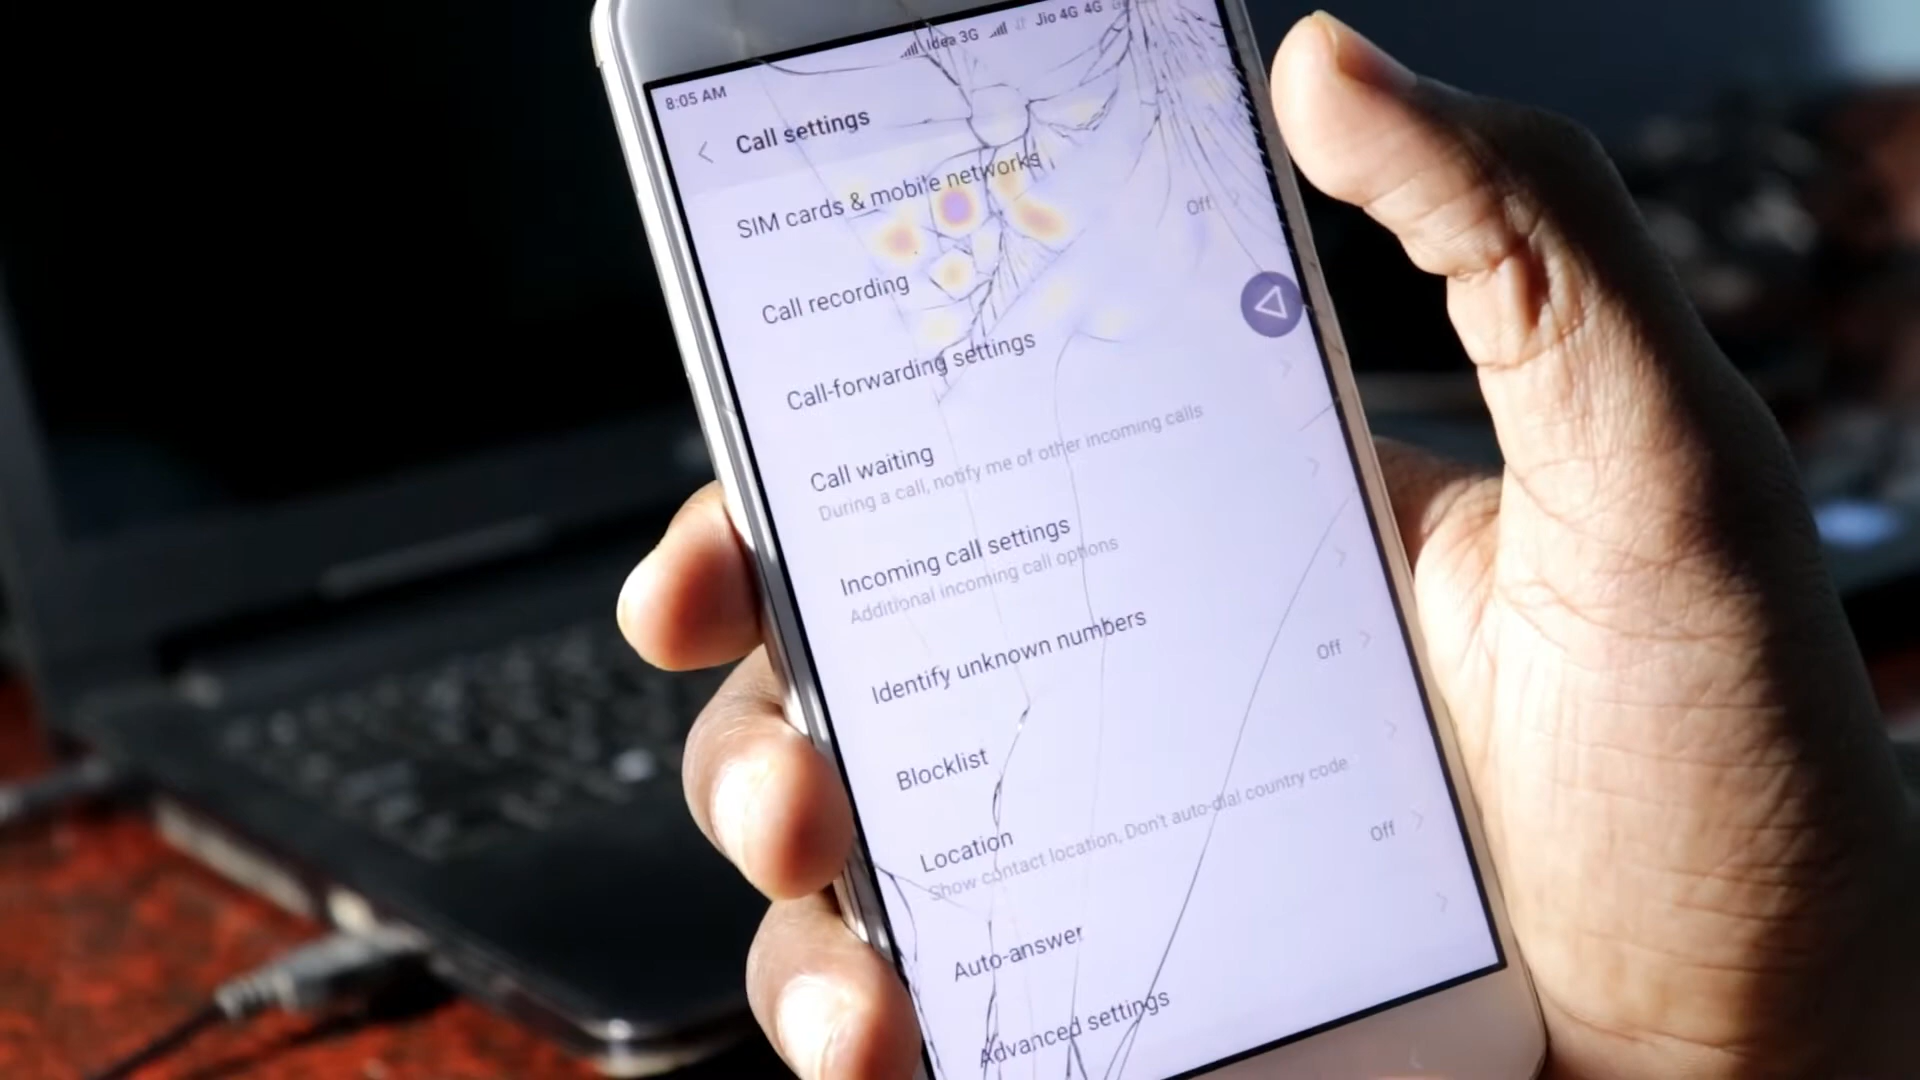 Idea 3G Jio 4G 4G
8:05 AM
Call settings
SIM cards & mobile networks
Call recording
Off
Call-forwarding settings
Call waiting
During a call, notify me of other incoming calls
Incoming call settings
Additional incoming call options
Identify unknown numbers
Off
Blocklist
Location
Show contact location, Don't auto-dial country code
Auto-answer
Off
Advanced settings